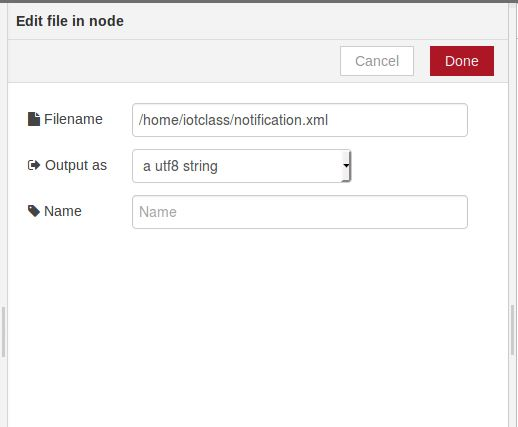 Edit file in node
Cancel Done
Filename /home/iotclass/notification.xml
Output as a utf8 string
Name Name